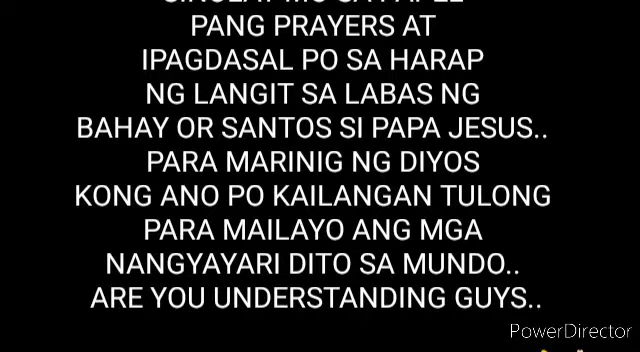 PANG PRAYERS AT
IPAGDASAL PO SA HARAP
NG LANGIT SA LABAS NG
BAHAY OR SANTOS SI PAPA JESUS..
PARA MARINIG NG DIYOS
KONG ANO PO KAILANGAN TULONG
PARA MAILAYO ANG MGA
NANGYAYARI DITO SA MUNDO..
ARE YOU UNDERSTANDING GUYS..
PowerDirector